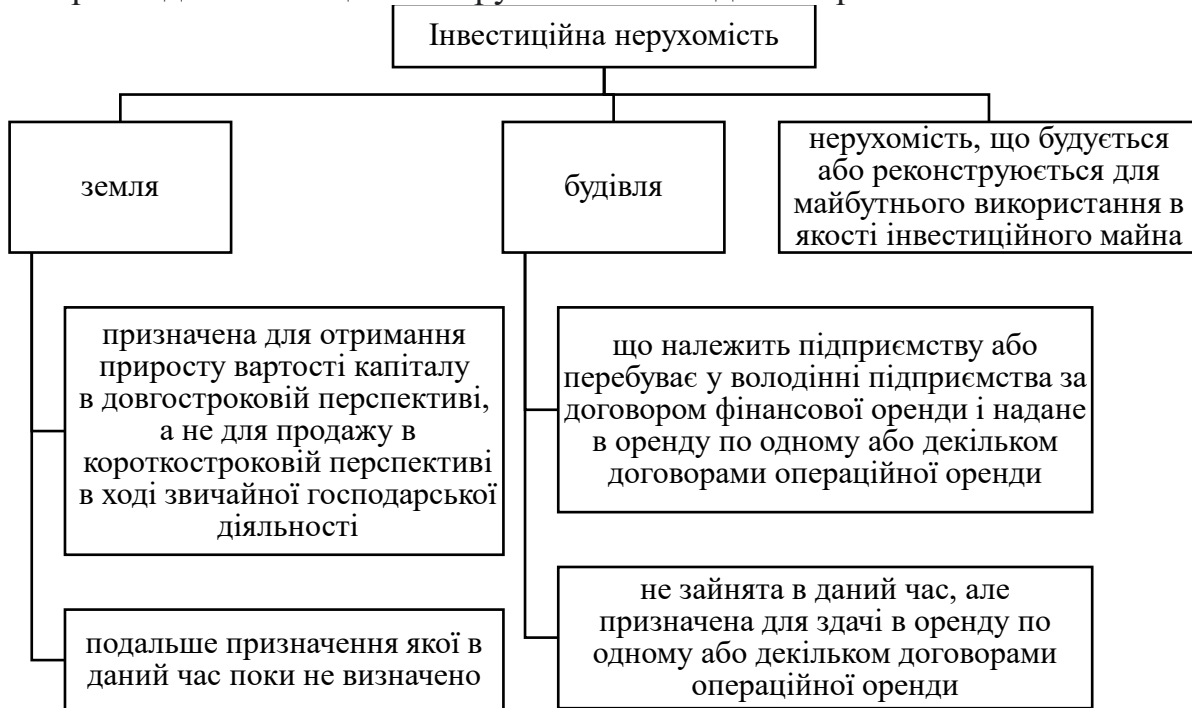 Інвестиційна нерухомість
земля
будівля
нерухомість, що будується
або реконструюється для
майбутнього використання в
якості інвестиційного майна
призначена для отримання
приросту вартості капіталу
в довгостроковій перспективі,
а не для продажу в
короткостроковій перспективі
в ході звичайної господарської
діяльності
подальше призначення якої в
даний час поки не визначено
що належить підприємству або
перебуває у володінні підприємства за
договором фінансової оренди і надане
в оренду по одному або декільком
договорами операційної оренди
не зайнята в даний час, але
призначена для здачі в оренду по
одному або декільком договорами
операційної оренди